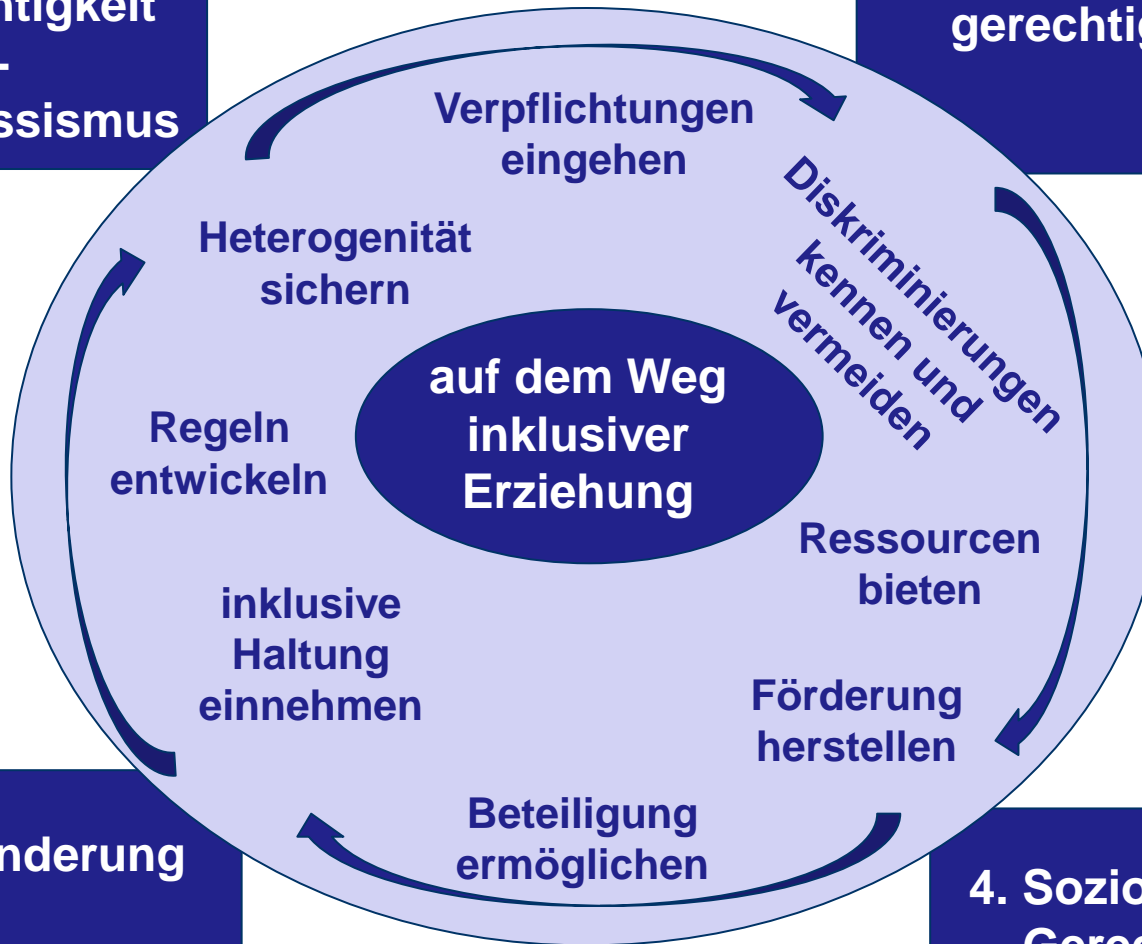 htigkeit
-
ssismus
gerechtig
Verpflichtungen
eingehen
Diskriminierungen
kennen und
vermeiden
Heterogenität
sichern
auf dem Weg
inklusiver
Erziehung
Regeln
entwickeln
Ressourcen
bieten
inklusive
Haltung
einnehmen
Förderung
herstellen
Beteiligung
ermöglichen
nderung
4. Sozio